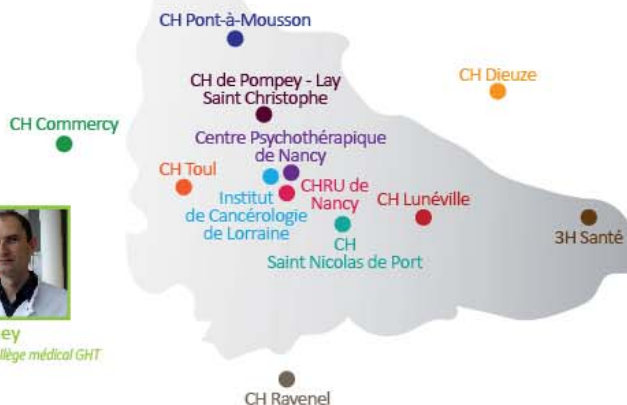 CH Pont-à-Mousson
CH de Pompey - Lay
Saint Christophe
CH Dieuze
CH Commercy
Centre Psychothérapique
de Nancy
CH Toul
Institut
de Cancérologie
de Lorraine
CHRU de
Nancy
CH Lunéville
CH
Saint Nicolas de Port
3H Santé
médical GHT
CH Ravenel